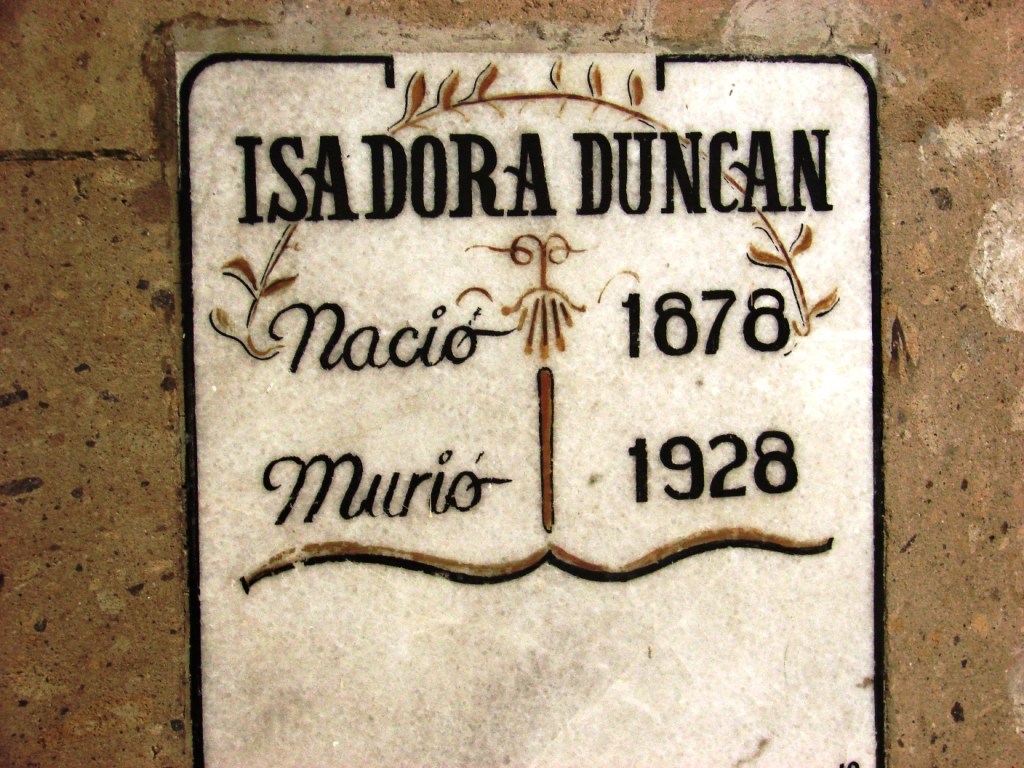 ISADORA DUNCAN
Nació 1878
Murió 1928